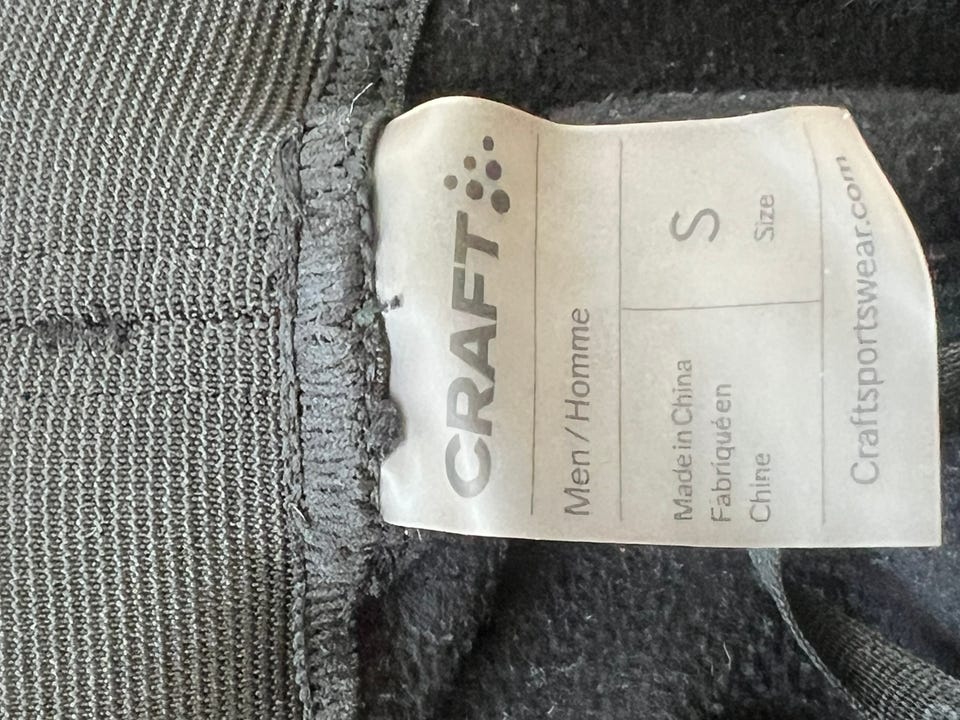 CRAFT
Men / Homme
Made in China
Fabriqué en
Chine
S
Size
Craftsportswear.com